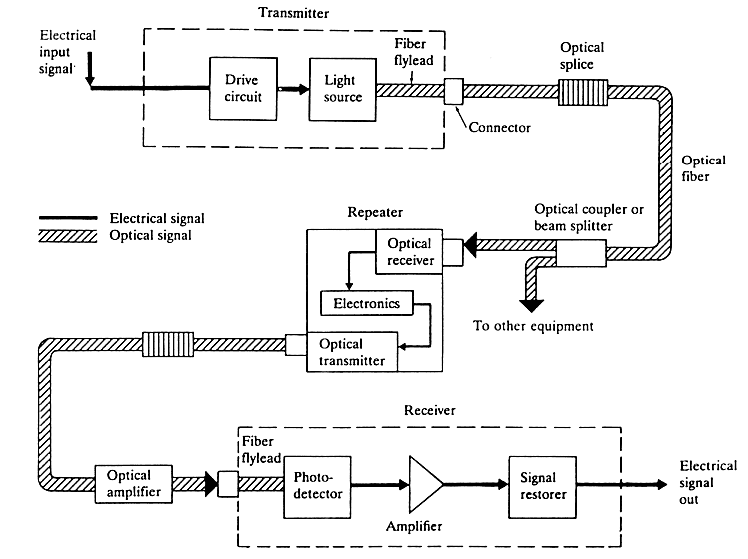 Transmitter
Electrical
input
signal
Drive
circuit
Light
source
Fiber
flylead
Connector
Optical
splice
Optical
fiber
Electrical signal
Optical signal
Repeater
Optical
receiver
Electronics
Optical
transmitter
Optical coupler or
beam splitter
To other equipment
Receiver
Optical
amplifier
Fiber
flylead
Photo-
detector
Amplifier
Signal
restorer
Electrical
signal
out